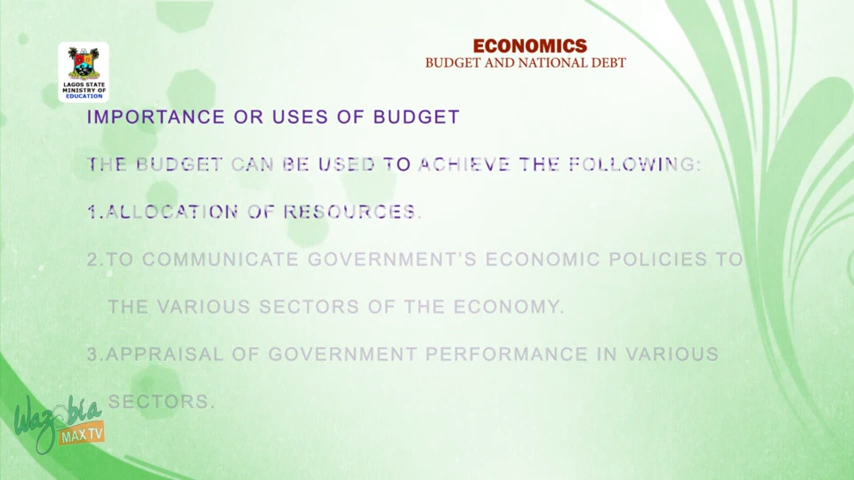 ECONOMICS
BUDGET AND NATIONAL DEBT
LAGOS STATE
MINISTRY OF
EDUCATION
IMPORTANCE OR USES OF BUDGET
THE BUDGET CAN BE USED TO ACHIEVE THE FOLLOWING:
1.ALLOCATION OF RESOURCES.
2.TO COMMUNICATE GOVERNMENT'S ECONOMIC POLICIES TO
THE VARIOUS SECTORS OF THE ECONOMY.
3.APPRAISAL OF GOVERNMENT PERFORMANCE IN VARIOUS
SECTORS.
Wazobia
MAX TV